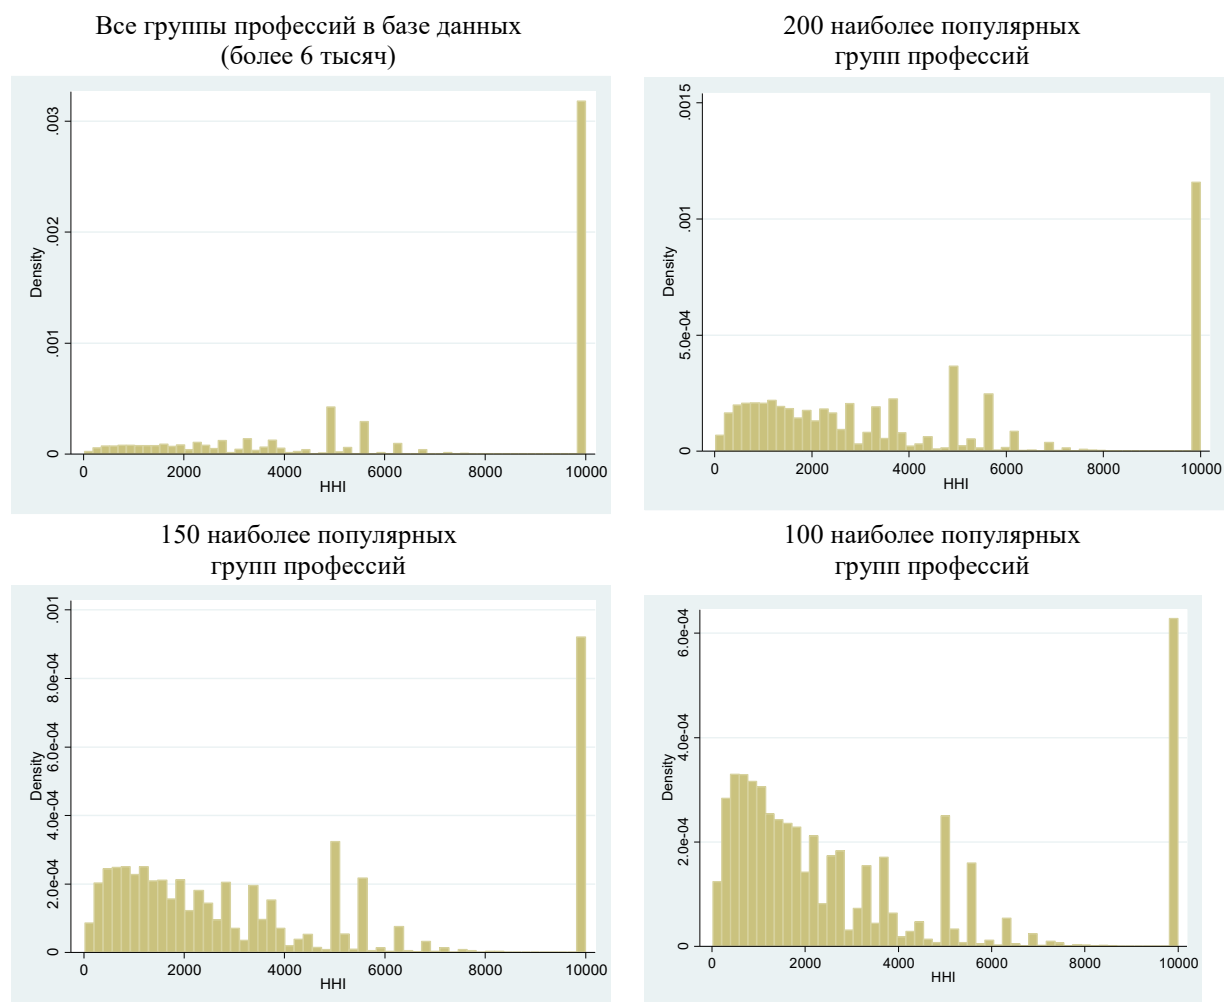 Все группы профессий в базе данных
(более 6 тысяч)
Density
0
.001
.002
.003
0 2000 4000 6000 8000 10000
HHI
200 наиболее популярных
групп профессий
Density
0
5.0e-04
.001
.0015
0 2000 4000 6000 8000 10000
HHI
150 наиболее популярных
групп профессий
Density
0
2.0e-04
4.0e-04
6.0e-04
8.0e-04
.001
0 2000 4000 6000 8000 10000
HHI
100 наиболее популярных
групп профессий
Density
0
2.0e-04
4.0e-04
6.0e-04
0 2000 4000 6000 8000 10000
HHI